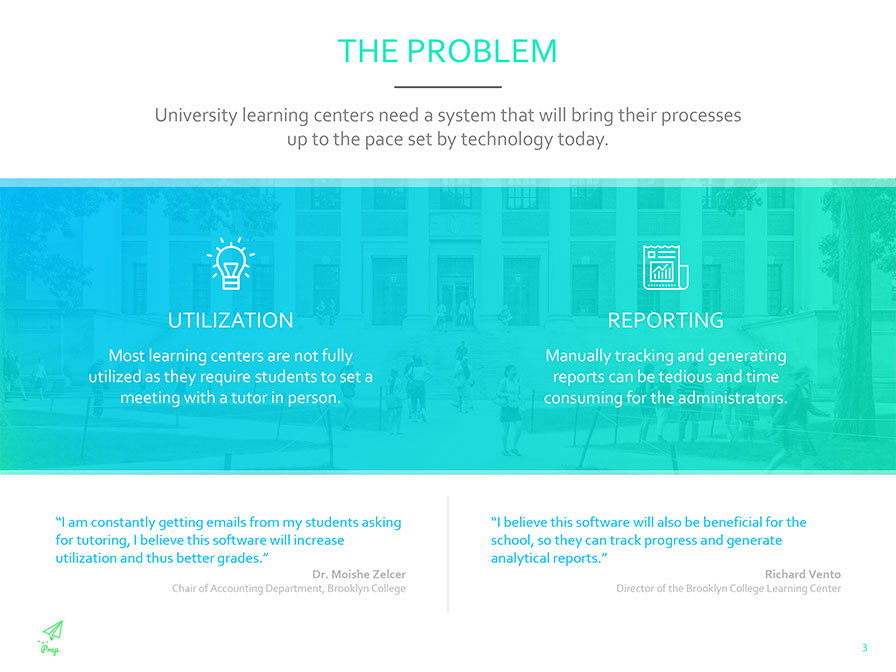 THE PROBLEM
University learning centers need a system that will bring their processes
up to the pace set by technology today.
UTILIZATION
Most learning centers are not fully
utilized as they require students to set a
meeting with a tutor in person.
REPORTING
Manually tracking and generating
reports can be tedious and time
consuming for the administrators.
“I am constantly getting emails from my students asking
for tutoring, I believe this software will increase
utilization and thus better grades.”
Dr. Moishe Zelcer
Chair of Accounting Department, Brooklyn College
“I believe this software will also be beneficial for the
school, so they can track progress and generate
analytical reports.”
Richard Vento
Director of the Brooklyn College Learning Center
Prep
3